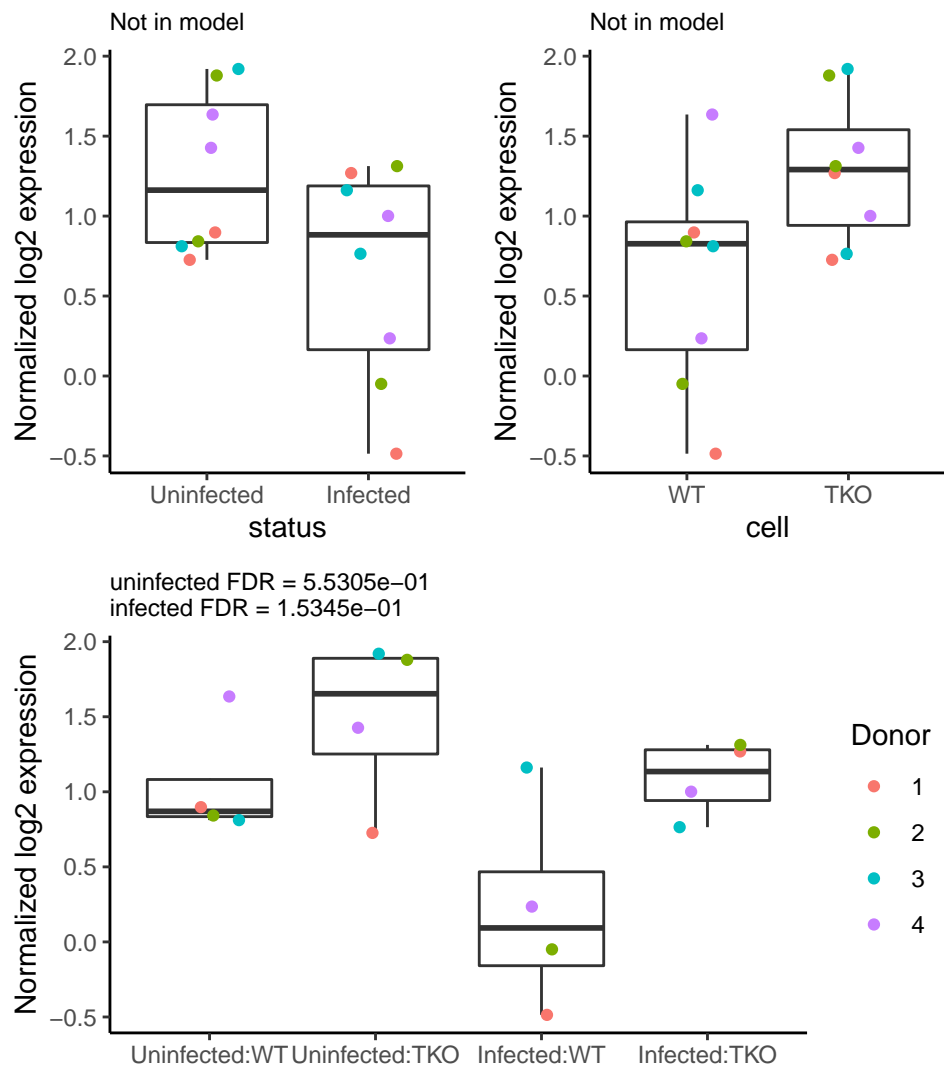 Not in model
Normalized log2 expression
2.0
1.5
1.0
0.5
0.0
−0.5
Uninfected Infected
status
Not in model
Normalized log2 expression
2.0
1.5
1.0
0.5
0.0
−0.5
WT TKO
cell
uninfected FDR = 5.5305e−01
infected FDR = 1.5345e−01
Normalized log2 expression
2.0
1.5
1.0
0.5
0.0
−0.5
Uninfected:WT Uninfected:TKO Infected:WT Infected:TKO
Donor
1
2
3
4